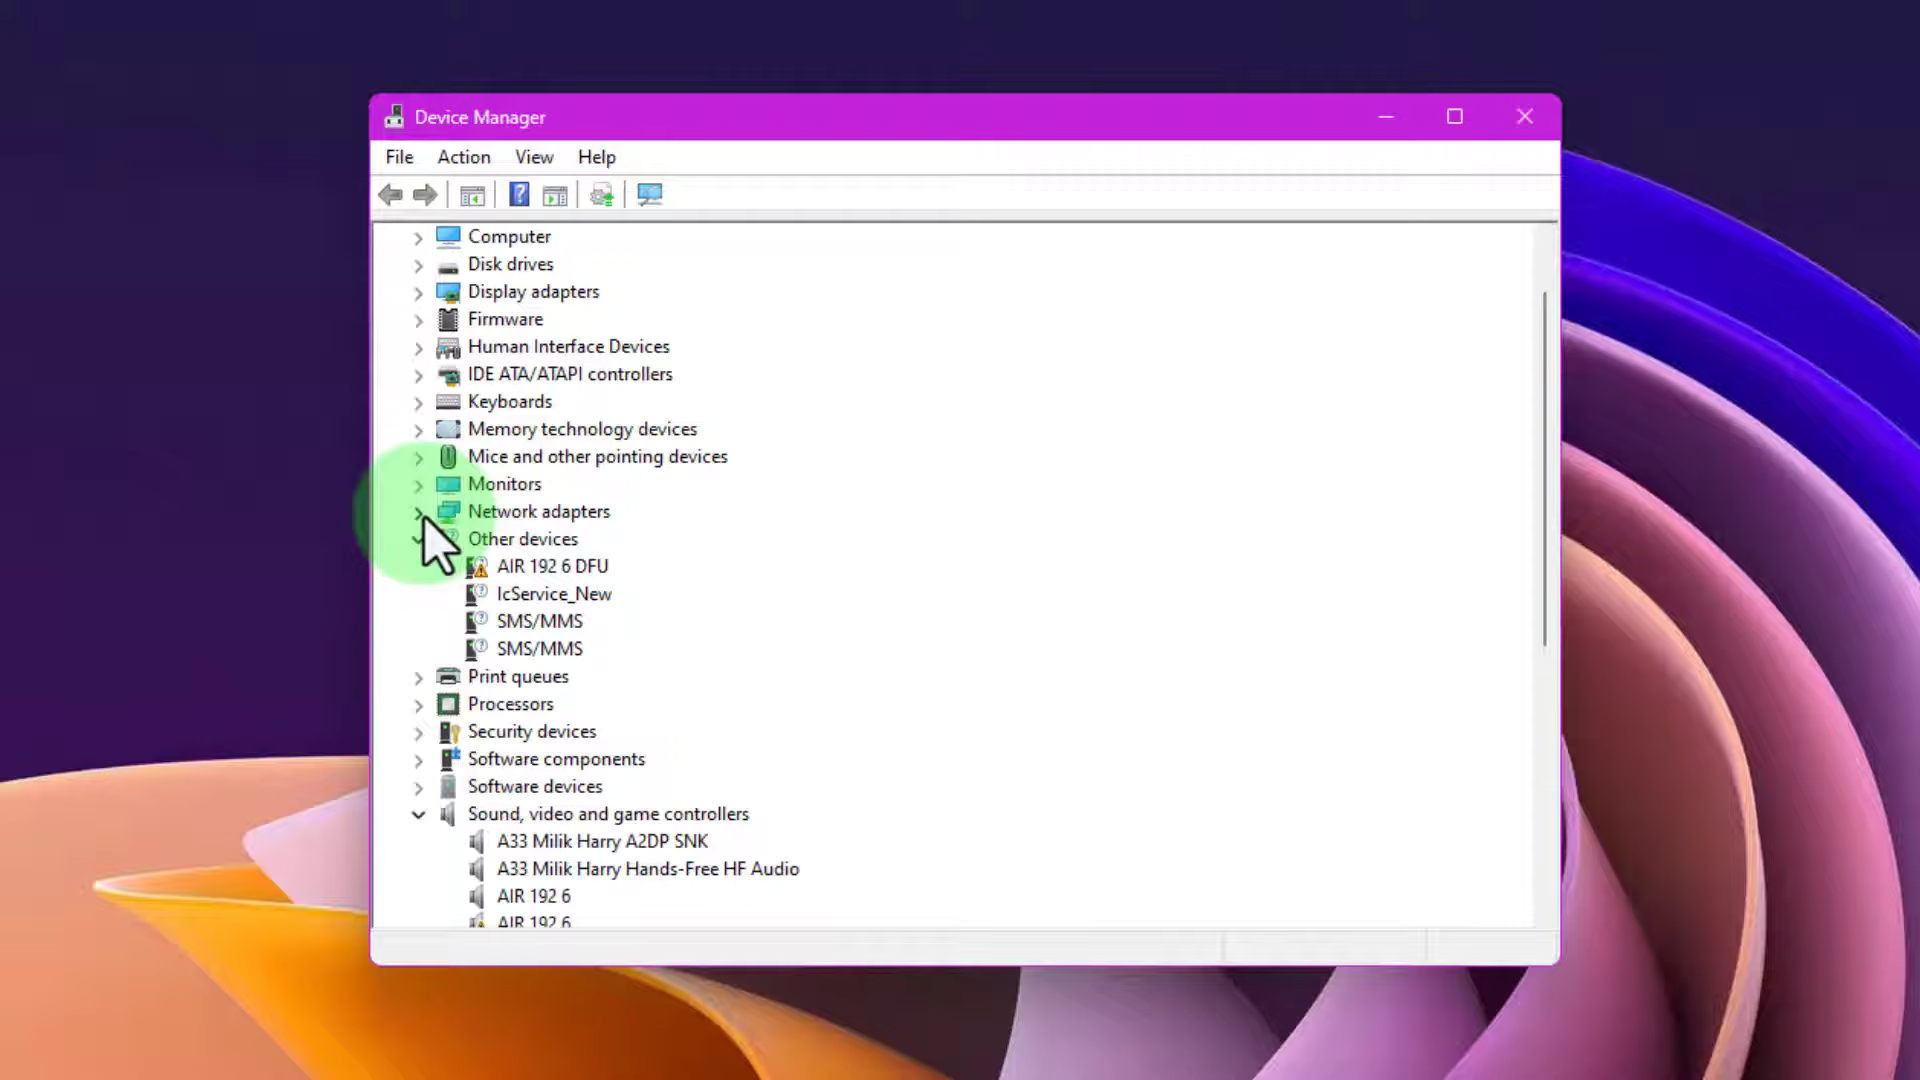 Device Manager
File Action View Help
Computer
Disk drives
Display adapters
Firmware
Human Interface Devices
IDE ATA/ATAPI controllers
Keyboards
Memory technology devices
Mice and other pointing devices
Monitors
Network adapters
Other devices
AIR 192 6 DFU
IcService_New
SMS/MMS
SMS/MMS
Print queues
Processors
Security devices
Software components
Software devices
Sound, video and game controllers
A33 Milik Harry A2DP SNK
A33 Milik Harry Hands-Free HF Audio
AIR 192 6
AIR 192 6